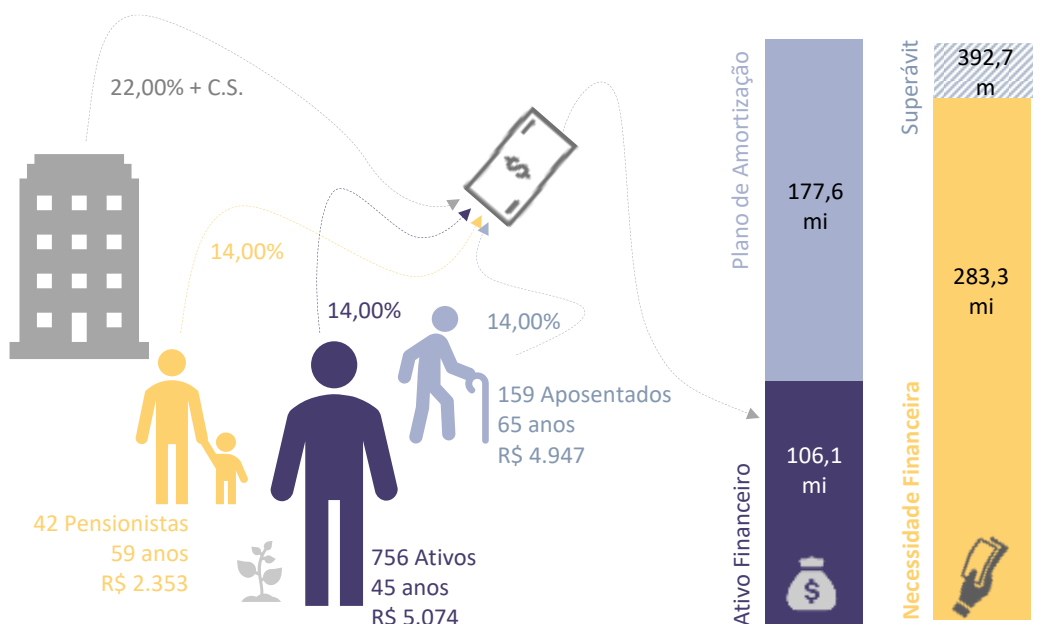 22,00% + C.S.
14,00%
14,00%
14,00%
159 Aposentados
65 anos
R$ 4.947
42 Pensionistas
59 anos
R$ 2.353
756 Ativos
45 anos
R$ 5.074
Plano de Amortização
177,6
mi
Ativo Financeiro
106,1
mi
$
$
Superávit
392,7
m
Necessidade Financeira
283,3
mi